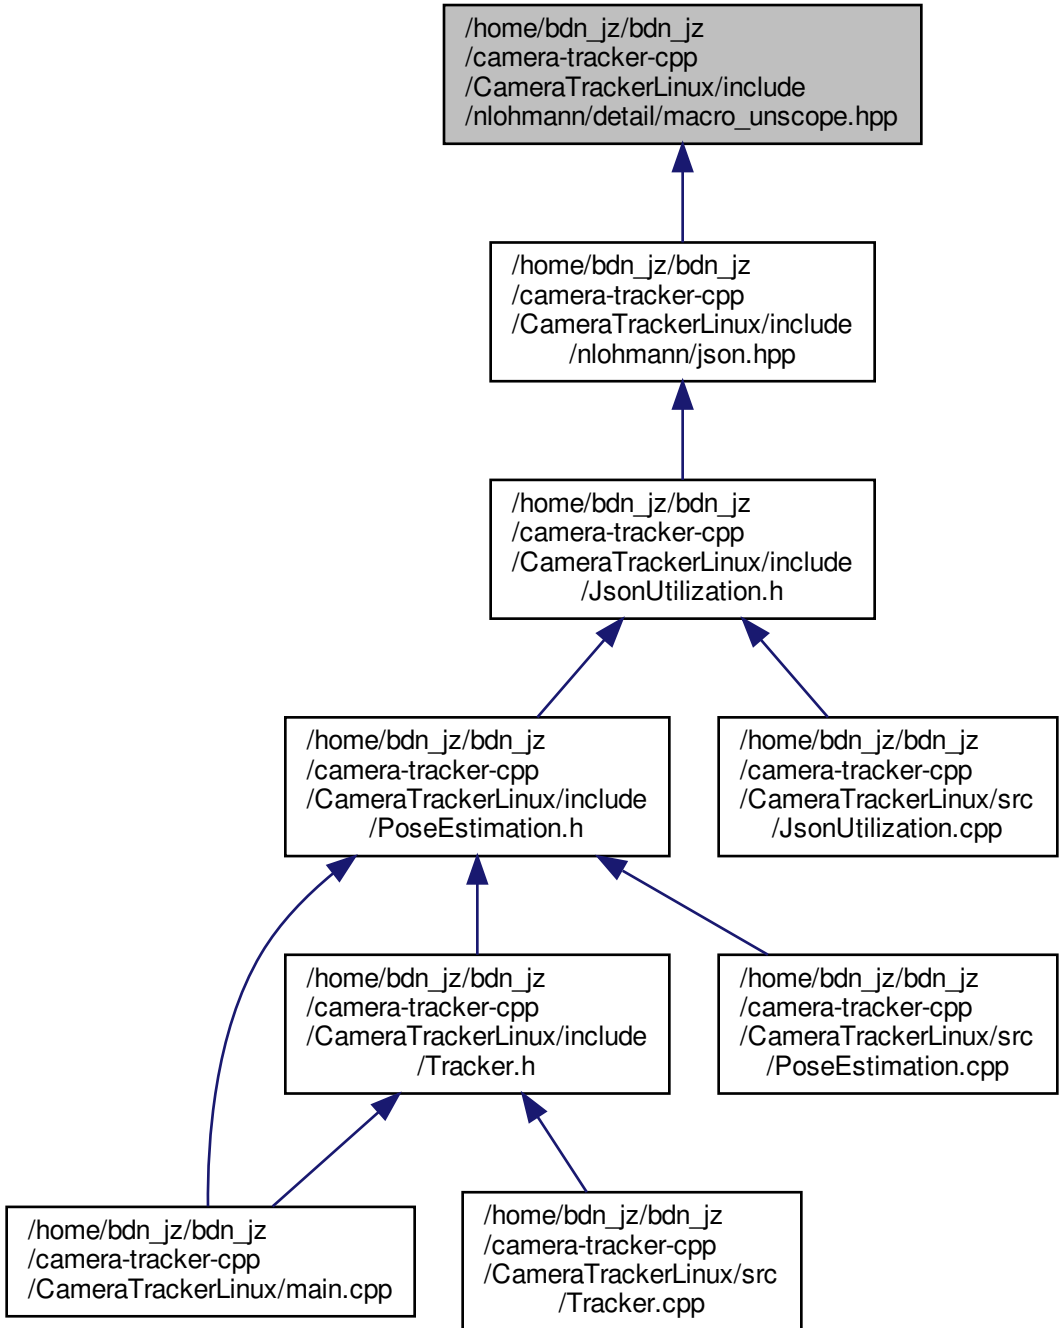 /home/bdn_jz/bdn_jz
/camera-tracker-cpp
/CameraTrackerLinux/include
/nlohmann/detail/macro_unscope.hpp
/home/bdn_jz/bdn_jz
/camera-tracker-cpp
/CameraTrackerLinux/include
/nlohmann/json.hpp
/home/bdn_jz/bdn_jz
/camera-tracker-cpp
/CameraTrackerLinux/include
/JsonUtilization.h
/home/bdn_jz/bdn_jz
/camera-tracker-cpp
/CameraTrackerLinux/include
/PoseEstimation.h
/home/bdn_jz/bdn_jz
/camera-tracker-cpp
/CameraTrackerLinux/src
/JsonUtilization.cpp
/home/bdn_jz/bdn_jz
/camera-tracker-cpp
/CameraTrackerLinux/include
/Tracker.h
/home/bdn_jz/bdn_jz
/camera-tracker-cpp
/CameraTrackerLinux/src
/PoseEstimation.cpp
/home/bdn_jz/bdn_jz
/camera-tracker-cpp
/CameraTrackerLinux/main.cpp
/home/bdn_jz/bdn_jz
/camera-tracker-cpp
/CameraTrackerLinux/src
/Tracker.cpp